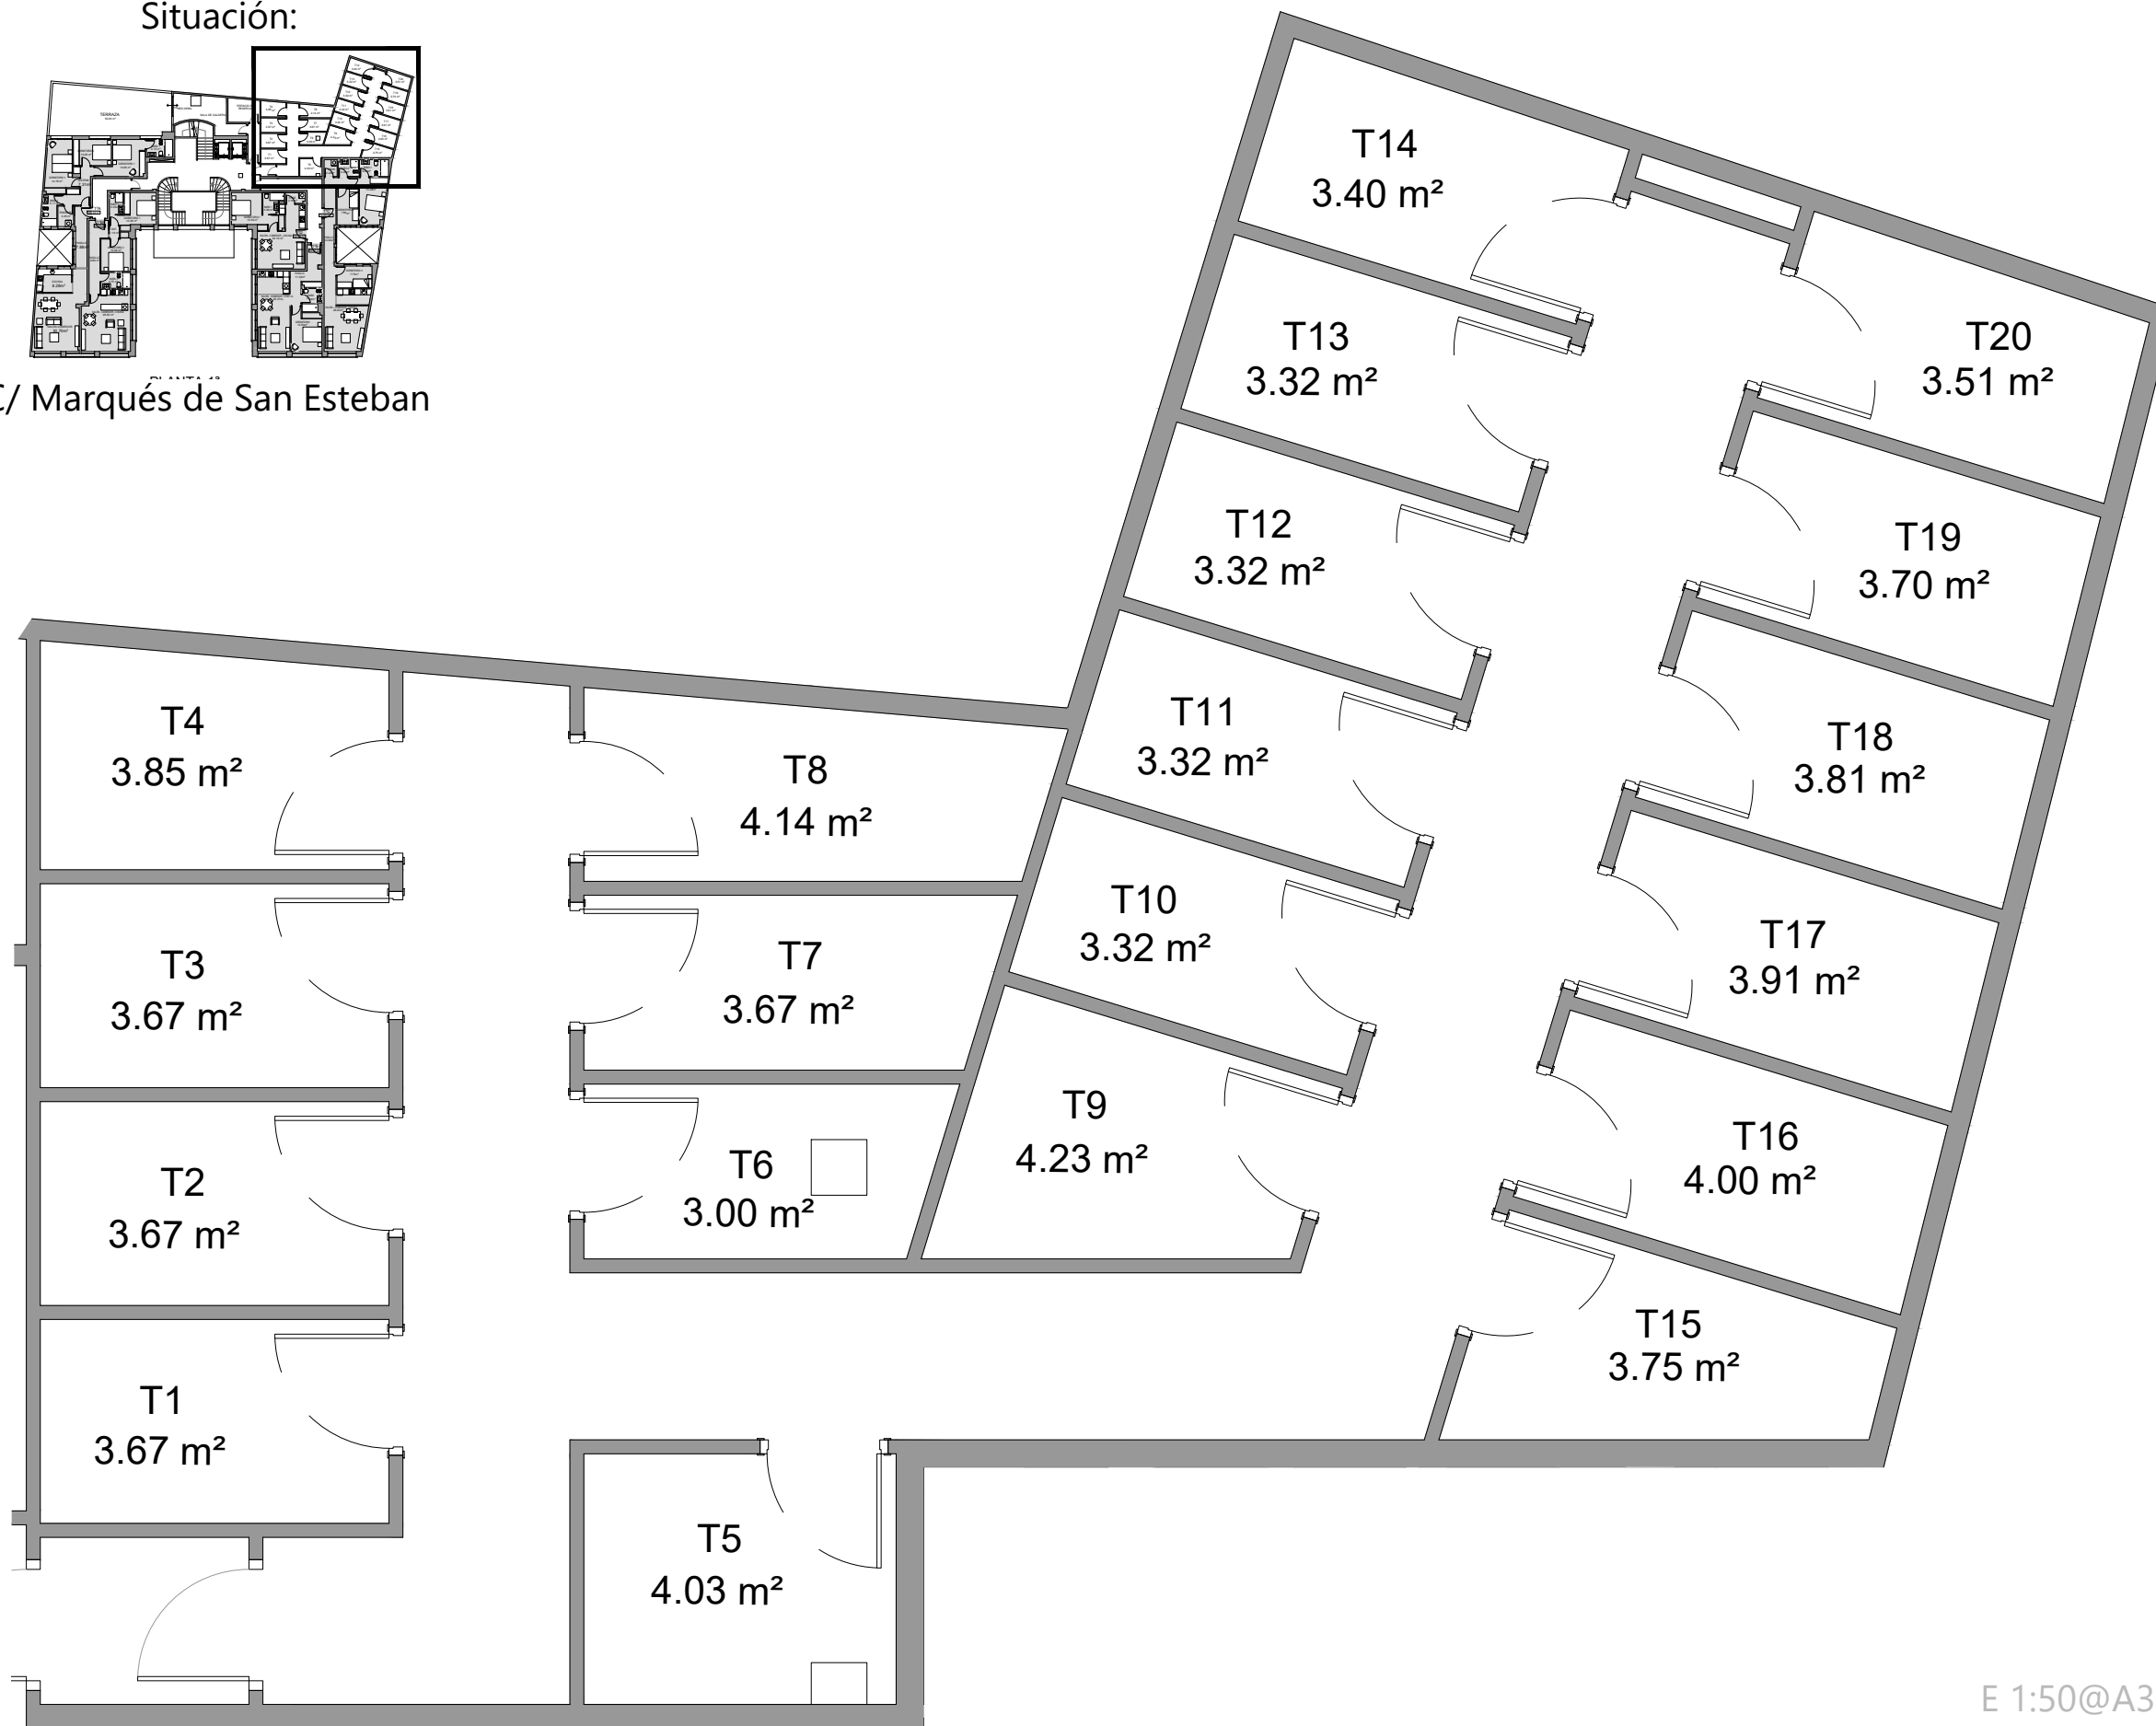 Situación:
TERRAZA
C/ Marqués de San Esteban
T14
3.40 m²
T13
3.32 m²
T20
3.51 m²
T12
3.32 m²
T19
3.70 m²
T11
3.32 m²
T18
3.81 m²
T4
3.85 m²
T8
4.14 m²
T10
3.32 m²
T17
3.91 m²
T3
3.67 m²
T7
3.67 m²
T9
4.23 m²
T16
4.00 m²
T2
3.67 m²
T6
3.00 m²
T15
3.75 m²
T1
3.67 m²
T5
4.03 m²
E 1:50@A3